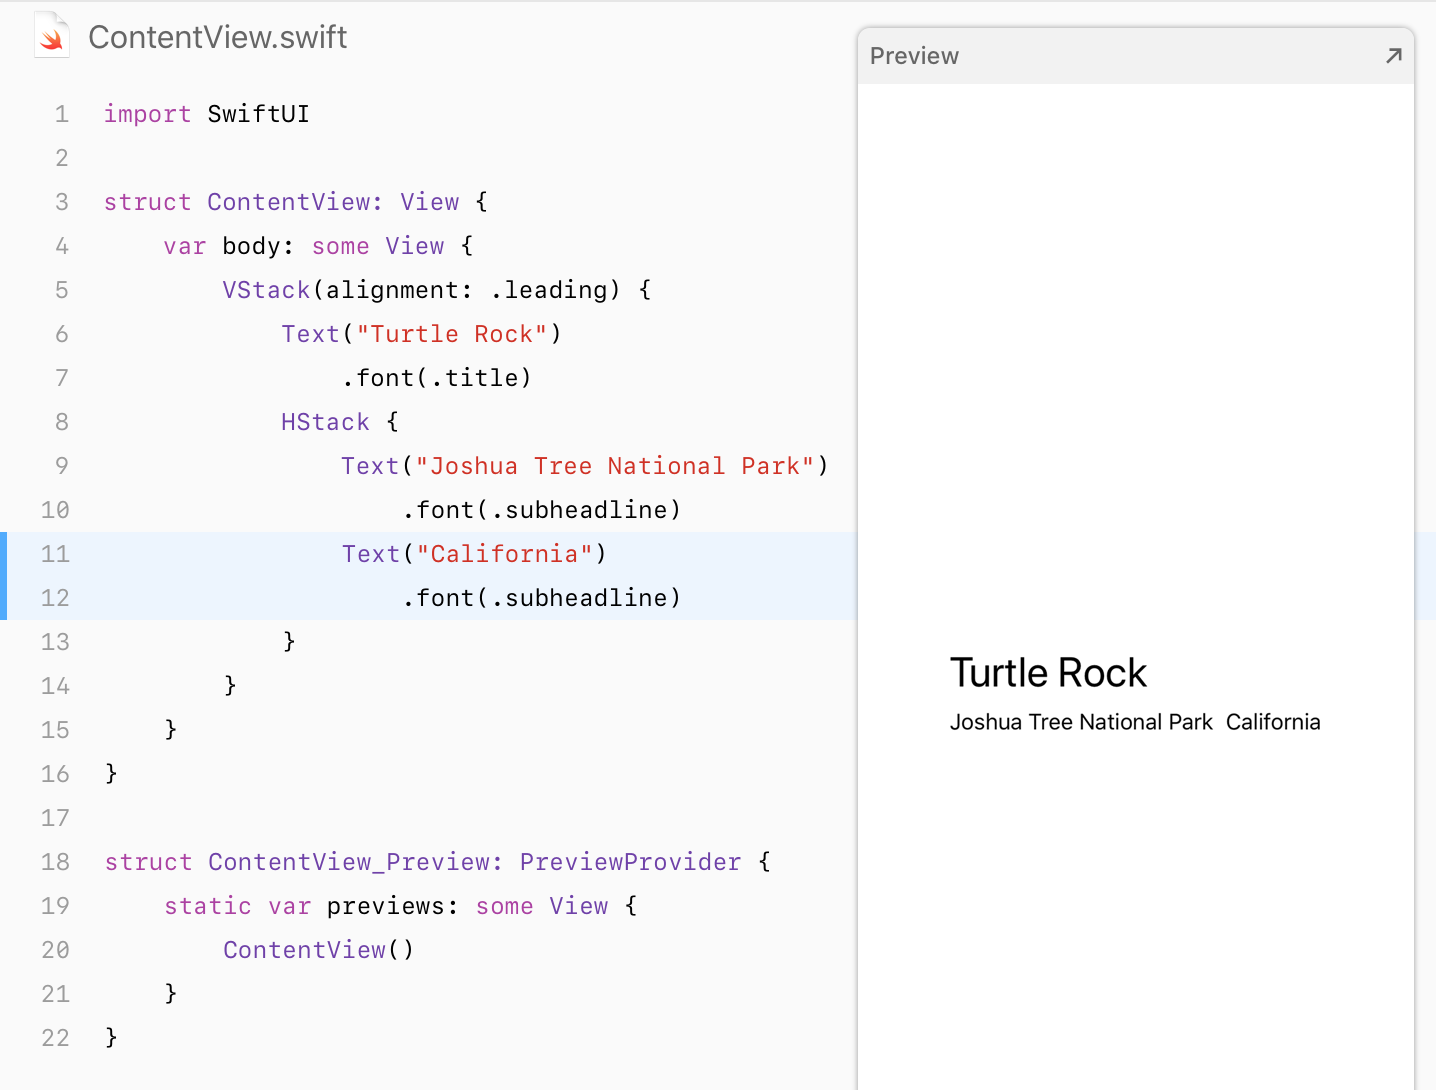 ContentView.swift
Preview
1 import SwiftUI
2
3 struct ContentView: View {
4     var body: some View {
5         VStack(alignment: .leading) {
6             Text("Turtle Rock")
7                 .font(.title)
8             HStack {
9                 Text("Joshua Tree National Park")
10                     .font(.subheadline)
11                 Text("California")
12                     .font(.subheadline)
13             }
14         }
15     }
16 }
17
18 struct ContentView_Preview: PreviewProvider {
19     static var previews: some View {
20         ContentView()
21     }
22 }
Turtle Rock
Joshua Tree National Park California